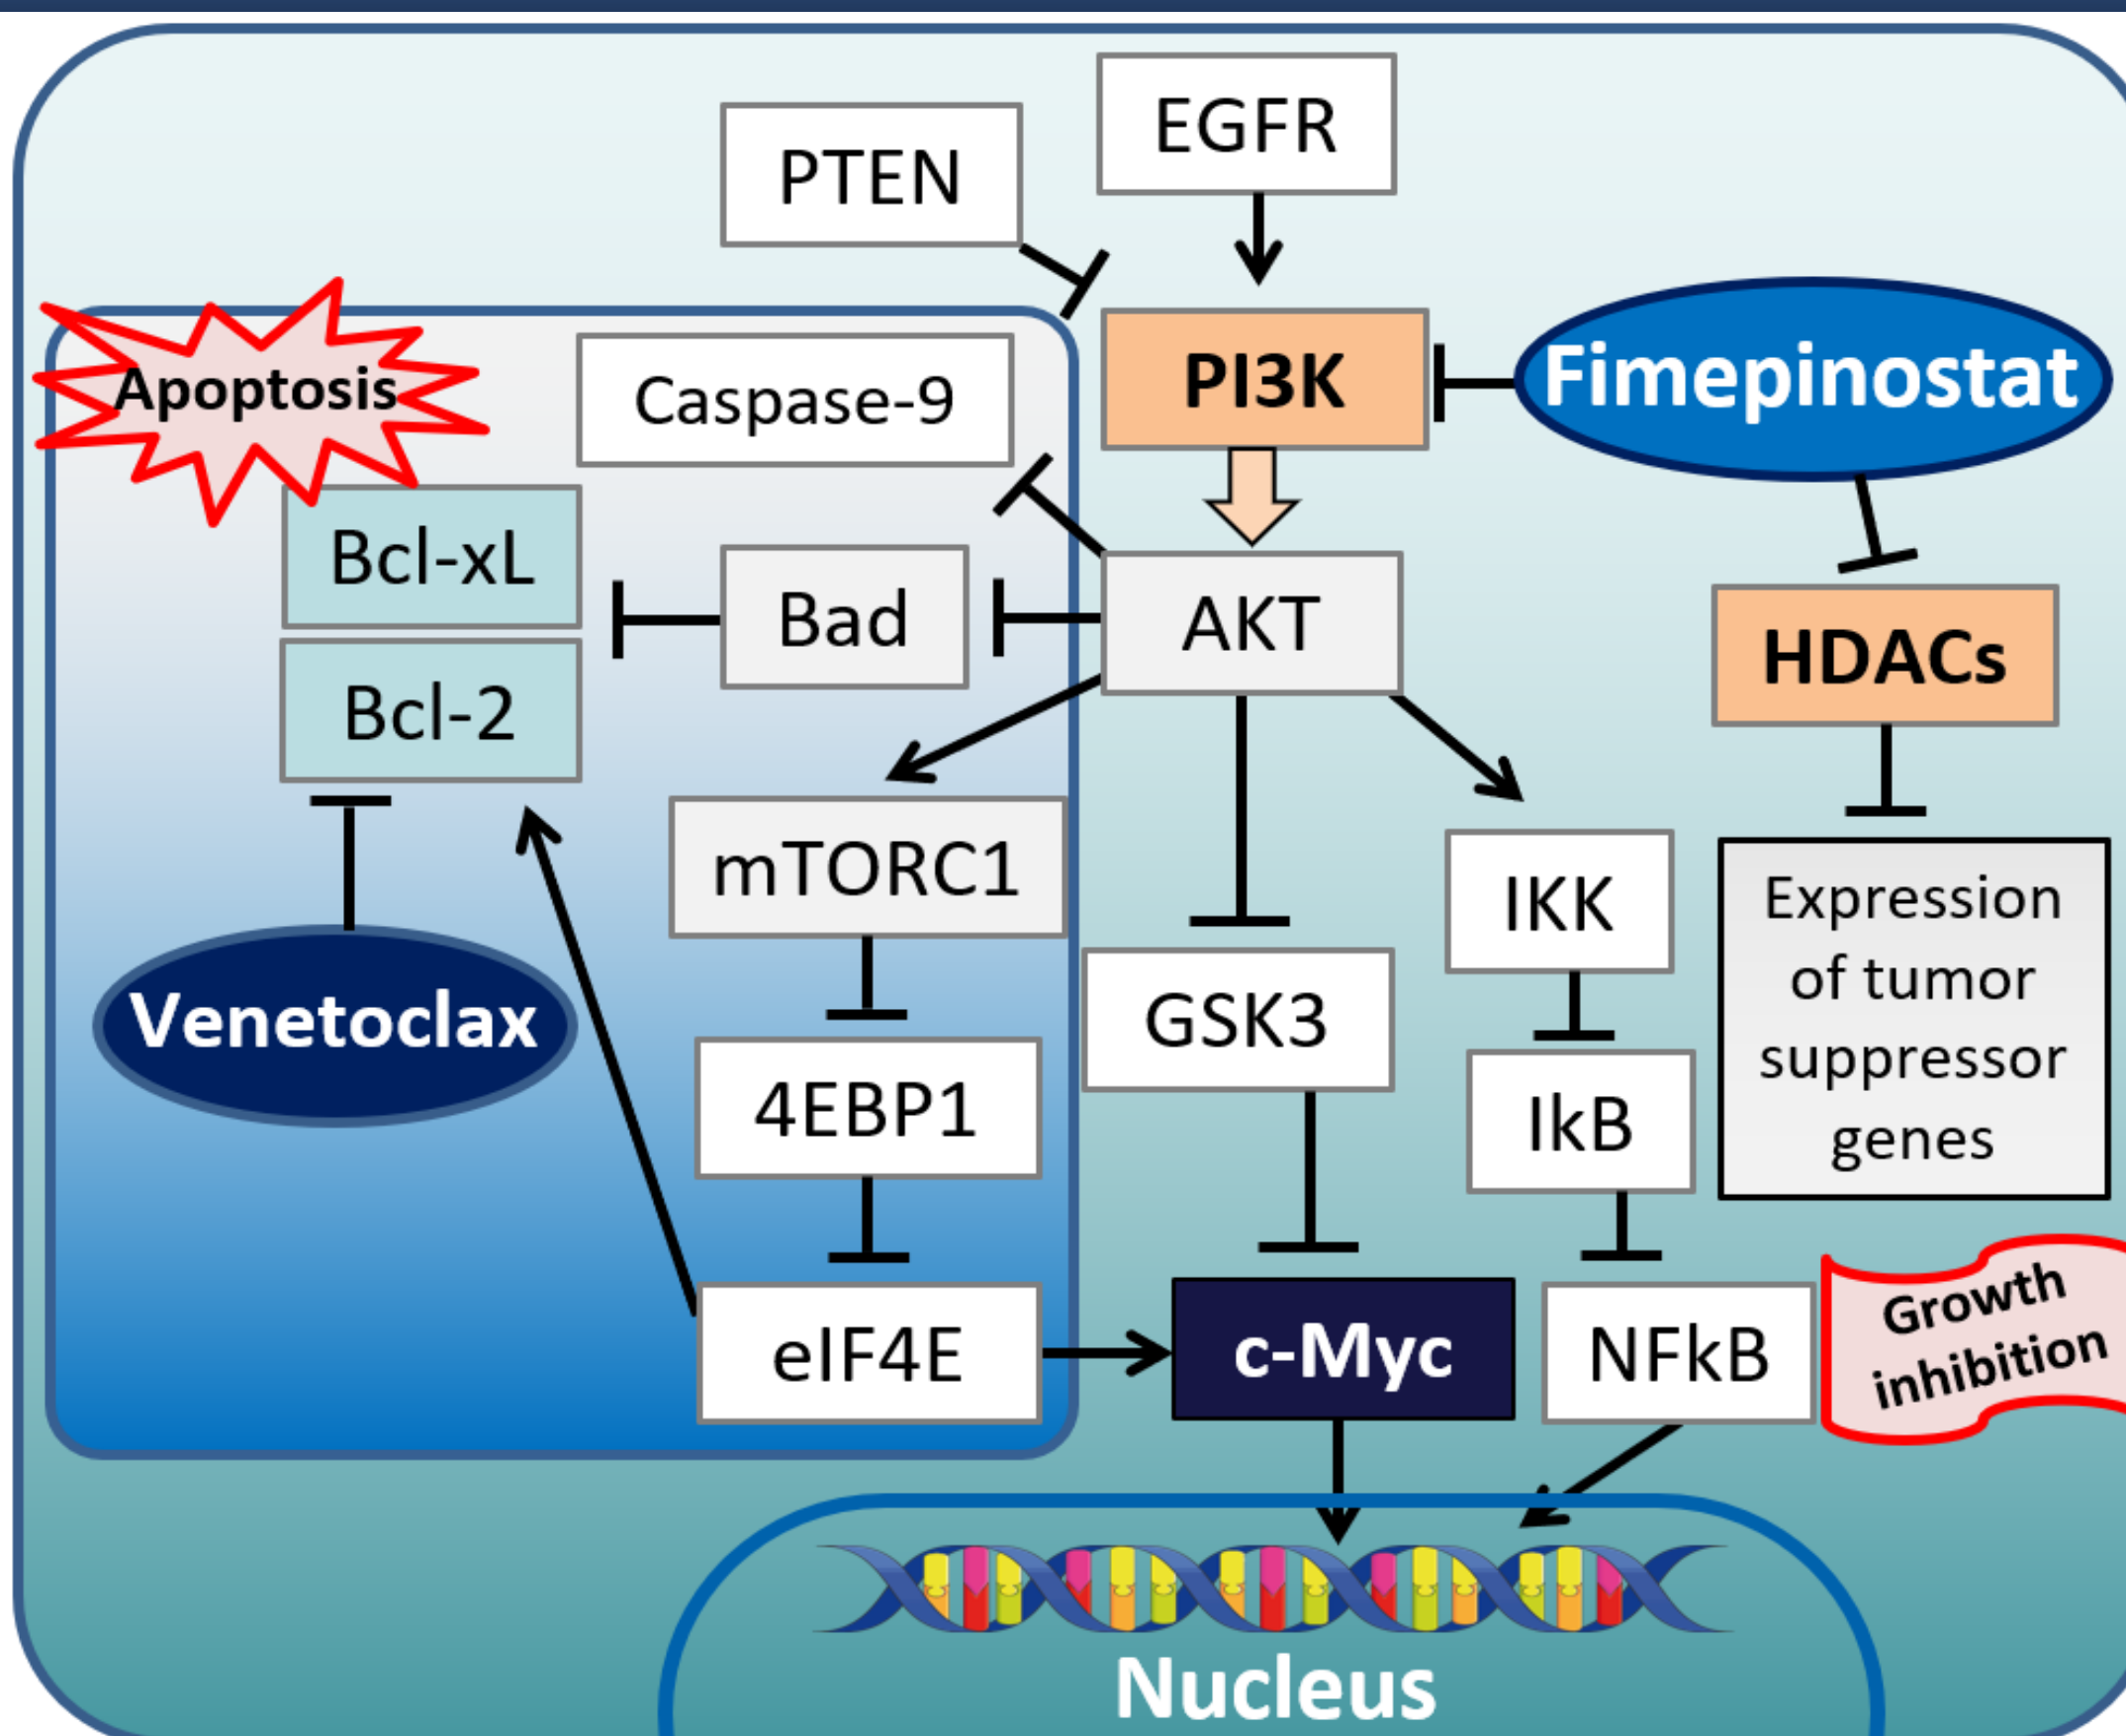 EGFR
PTEN
PI3K
Fimepinostat
Apoptosis
Caspase-9
Bcl-xL
Bad
AKT
HDACs
Bcl-2
mTORC1
IKK
Expression
of tumor
suppressor
genes
Venetoclax
GSK3
4EBP1
IkB
eIF4E
c-Myc
NFkB
Growth
inhibition
Nucleus